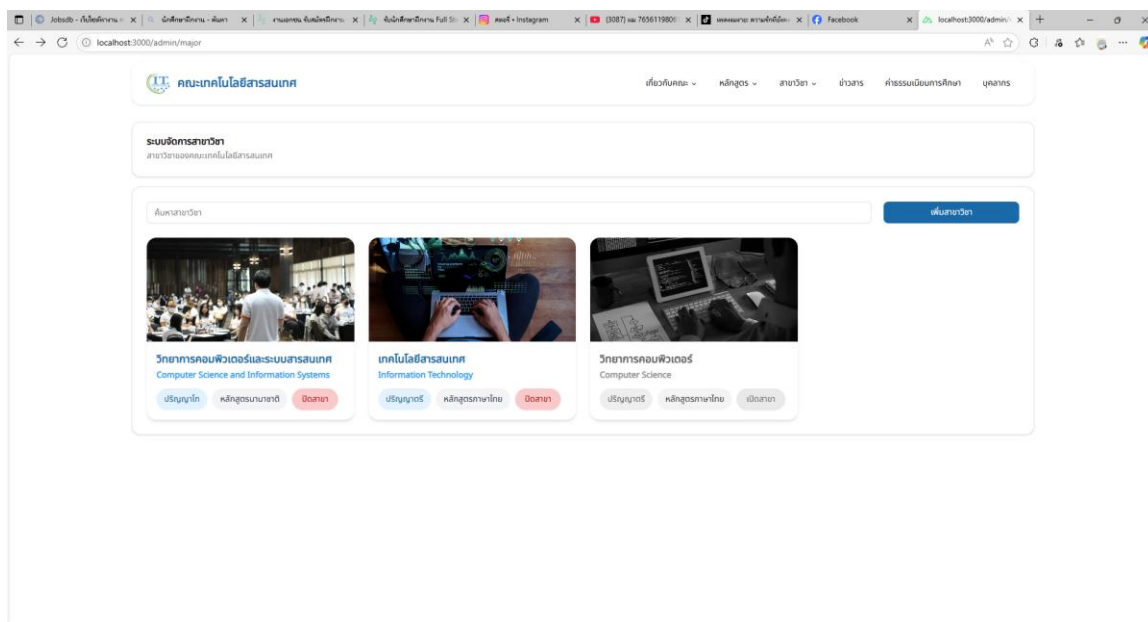 Jobsdb -
Instagram
(3087)
Facebook
localhost:3000/admin/
localhost:3000/admin/major
I.T. คณะเทคโนโลยีสารสนเทศ
เกี่ยวกับคณะ
หลักสูตร
สาขาวิชา
ข่าวสาร
ค่าธรรมเนียมการศึกษา
บุคลากร
ระบบจัดการสาขาวิชา
สาขาวิชาของคณะเทคโนโลยีสารสนเทศ
ค้นหาสาขาวิชา
เพิ่มสาขาวิชา
วิทยาการคอมพิวเตอร์และระบบสารสนเทศ
Computer Science and Information Systems
ปริญญาโท หลักสูตรนานาชาติ ปิดสาขา
เทคโนโลยีสารสนเทศ
Information Technology
ปริญญาตรี หลักสูตรภาษาไทย ปิดสาขา
วิทยาการคอมพิวเตอร์
Computer Science
ปริญญาตรี หลักสูตรภาษาไทย เปิดสาขา